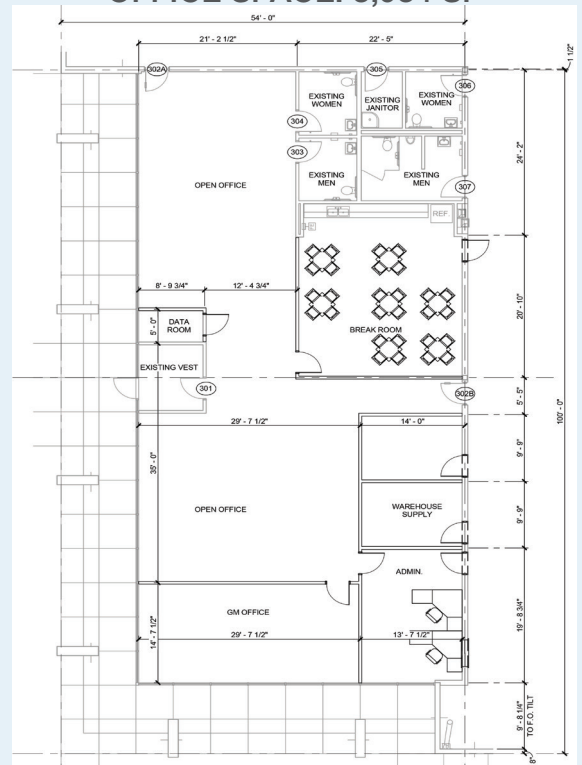 54' - 0"
21' - 2 1/2"
22' - 5"
1 1/2"
302A
305
306
EXISTING
WOMEN
EXISTING
JANITOR
EXISTING
WOMEN
304
303
24' - 2"
OPEN OFFICE
EXISTING
MEN
EXISTING
MEN
307
REF.
8' - 9 3/4"
12' - 4 3/4"
20' - 10"
DATA
ROOM
5' - 0"
BREAK ROOM
EXISTING VEST
301
302B
5' - 5"
100' - 0"
29' - 7 1/2"
14' - 0"
35' - 0"
9' - 9"
OPEN OFFICE
WAREHOUSE
SUPPLY
9' - 9"
ADMIN.
GM OFFICE
29' - 7 1/2"
13' - 7 1/2"
14' - 7 1/2"
19' - 8 3/4"
9' - 8 1/4"
TO F.O. TILT
8"